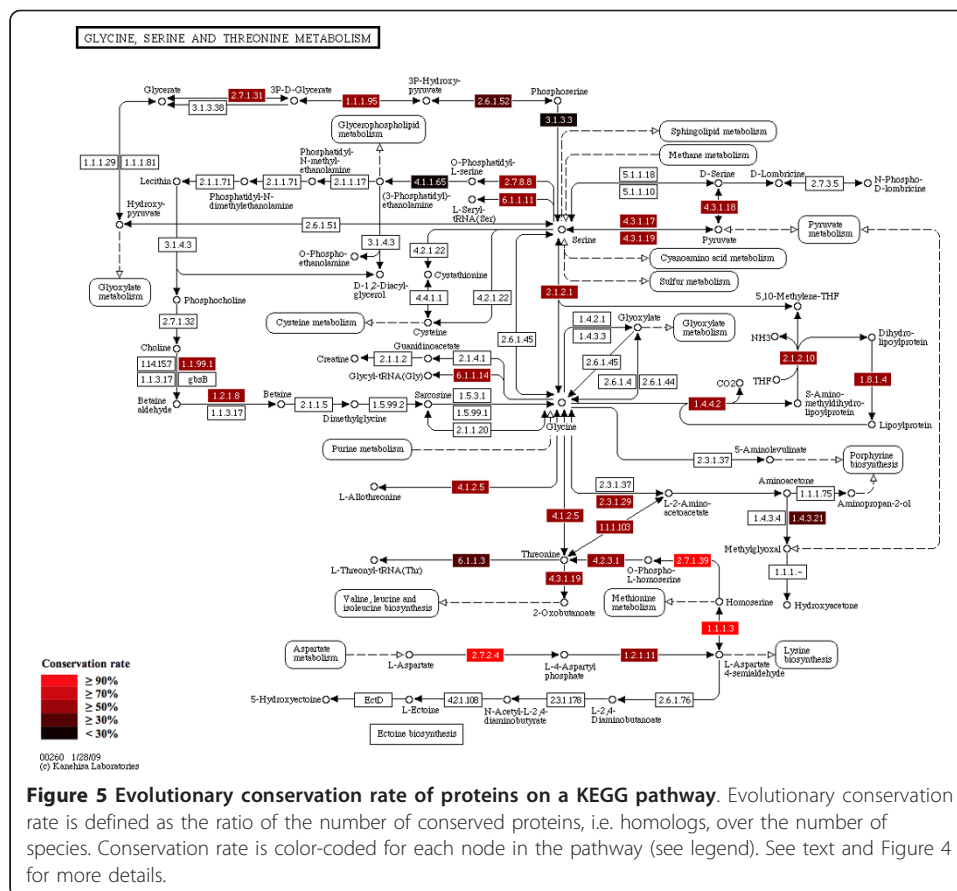 GLYCINE, SERINE AND THREONINE METABOLISM
3P-Hydroxy-
pyruvate
Glycerate
2.7.1.31
3P-D-Glycerate
1.1.1.95
2.6.1.52
Phosphoserine
3.1.3.38
3.1.3.3
Glycerophospholipid
metabolism
Sphingolipid metabolism
Methane metabolism
1.1.1.29
1.1.1.81
Phosphatidyl-
N-methyl-
ethanolamine
O-Phosphatidyl-
L-serine
5.1.1.18
5.1.1.10
D-Serine
D-Lombricine
2.7.3.5
N-Phospho-
D-lombricine
Lecithin
2.1.1.71
2.1.1.71
2.1.1.17
4.1.1.65
2.7.8.8
Phosphatidyl-N-
dimethylethanolamine
(3-Phosphatidyl)-
ethanolamine
6.1.1.11
L-Seryl-
tRNA(Ser)
4.3.1.18
Hydroxy-
pyruvate
2.6.1.51
4.3.1.17
4.3.1.19
Serine
Pyruvate
Pyruvate
metabolism
3.1.4.3
3.1.4.3
O-Phospho-
ethanolamine
4.2.1.22
Cyanoamino acid metabolism
Sulfur metabolism
Glyoxylate
metabolism
D-1,2-Diacyl-
glycerol
Cystathionine
4.4.1.1
4.2.1.22
2.1.2.1
Phosphocholine
2.7.1.32
Cysteine metabolism
Cysteine
5,10-Methylene-THF
1.4.2.1
1.4.3.3
Glyoxylate
Glyoxylate
metabolism
NH3
Dihydro-
lipoylprotein
2.6.1.45
2.6.1.45
2.6.1.4
2.6.1.44
2.1.2.10
Choline
1.14.15.7
1.1.99.1
1.1.3.17
gbsB
Creatine
2.1.1.2
Guanidinoacetate
2.1.4.1
Glycyl-tRNA(Gly)
6.1.1.14
CO2
THF
1.8.1.4
Betaine
aldehyde
1.2.1.8
1.1.3.17
Betaine
2.1.1.5
Dimethylglycine
1.5.99.2
Sarcosine
1.5.3.1
1.5.99.1
2.1.1.20
Glycine
1.4.4.2
S-Amino-
methyldihydro-
lipoylprotein
Lipoylprotein
Purine metabolism
2.3.1.37
5-Aminolevulinate
Porphyrine
biosynthesis
L-Allothreonine
4.1.2.5
4.1.2.5
2.3.1.37
2.3.1.29
L-2-Amino-
acetoacetate
Aminoacetone
1.1.1.75
Aminopropan-2-ol
1.1.1.103
1.4.3.4
1.4.3.21
L-Threonyl-tRNA(Thr)
6.1.1.3
Threonine
4.2.3.1
O-Phospho-
L-homoserine
2.7.1.39
Methylglyoxal
1.1.1.-
4.3.1.19
Valine, leucine and
isoleucine biosynthesis
2-Oxobutanoate
Methionine
metabolism
Homoserine
Hydroxyacetone
1.1.1.3
Aspartate
metabolism
L-Aspartate
2.7.2.4
L-4-Aspartyl
phosphate
1.2.1.11
L-Aspartate
4-semialdehyde
Lysine
biosynthesis
5-Hydroxyectoine
EctD
L-Ectoine
4.2.1.108
N-Acetyl-L-2,4-
diaminobutyrate
2.3.1.178
L-2,4-
Diaminobutanoate
2.6.1.76
Ectoine biosynthesis
Conservation rate
≥ 90%
≥ 70%
≥ 50%
≥ 30%
< 30%
00260 1/28/09
(c) Kanehisa Laboratories
Figure 5 Evolutionary conservation rate of proteins on a KEGG pathway. Evolutionary conservation
rate is defined as the ratio of the number of conserved proteins, i.e. homologs, over the number of
species. Conservation rate is color-coded for each node in the pathway (see legend). See text and Figure 4
for more details.